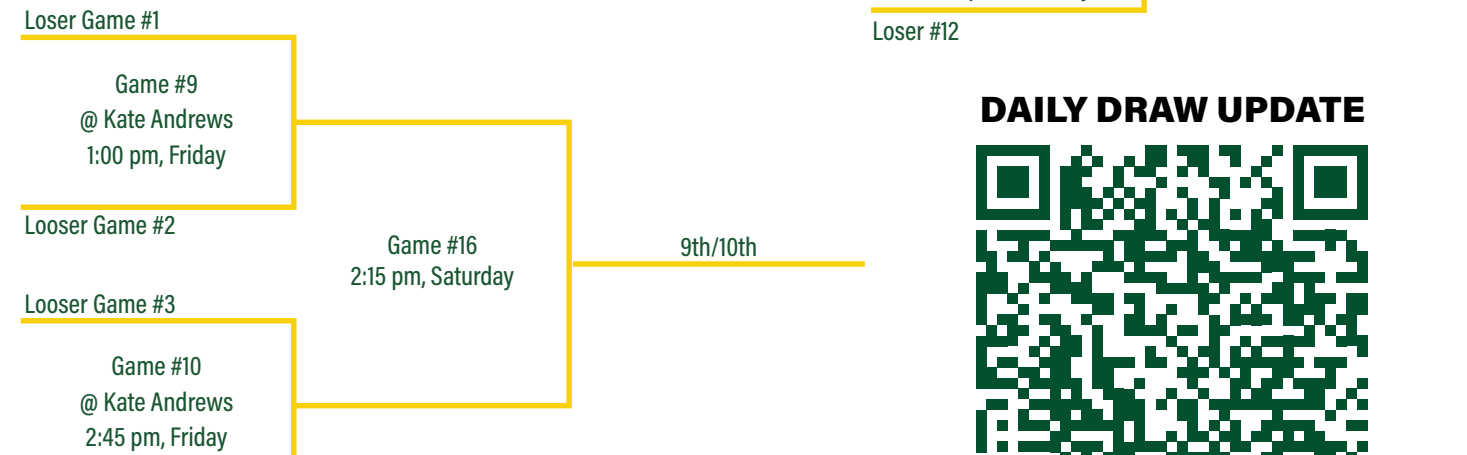 Loser Game #1
Game #9
@ Kate Andrews
1:00 pm, Friday
Looser Game #2
Game #16
2:15 pm, Saturday
9th/10th
Looser Game #3
Game #10
@ Kate Andrews
2:45 pm, Friday
Loser #12
DAILY DRAW UPDATE